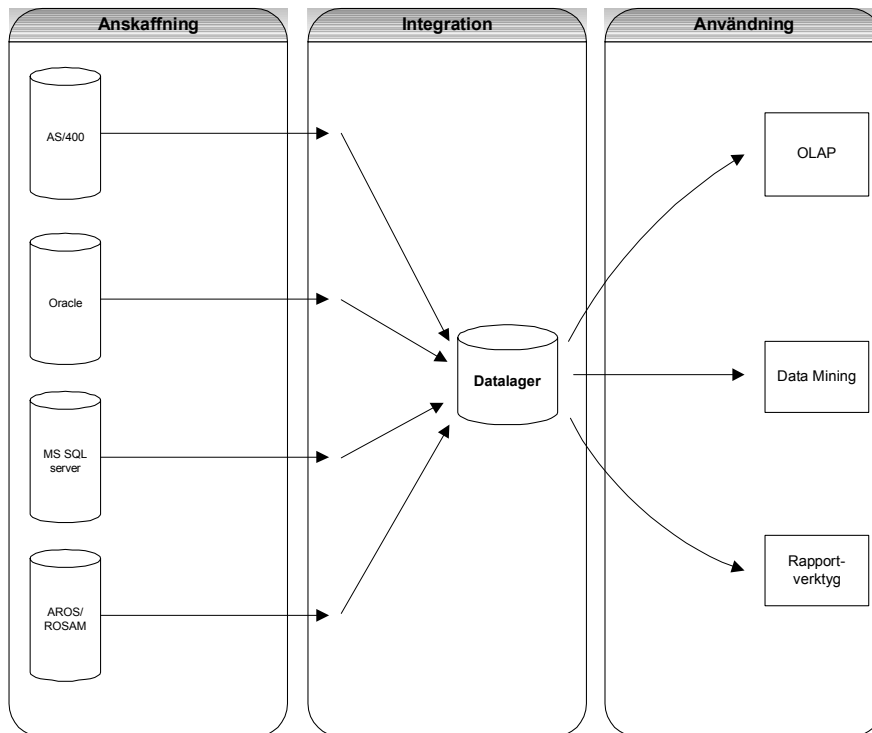 Anskaffning
Integration
Användning
AS/400
Oracle
MS SQL
server
AROS/
ROSAM
Datalager
OLAP
Data Mining
Rapport-
verktyg